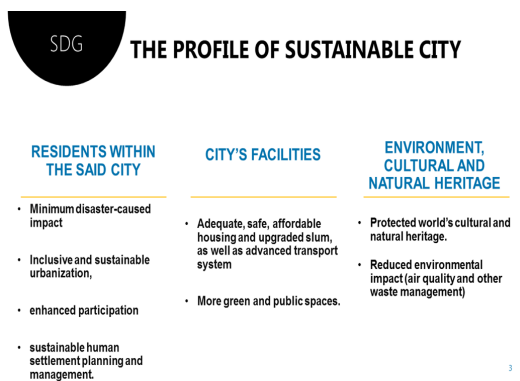 SDG
THE PROFILE OF SUSTAINABLE CITY
RESIDENTS WITHIN
THE SAID CITY
• Minimum disaster-caused
impact
• Inclusive and sustainable
urbanization,
• enhanced participation
• sustainable human
settlement planning and
management.
CITY'S FACILITIES
• Adequate, safe, affordable
housing and upgraded slum,
as well as advanced transport
system
• More green and public spaces.
ENVIRONMENT,
CULTURAL AND
NATURAL HERITAGE
• Protected world's cultural and
natural heritage.
• Reduced environmental
impact (air quality and other
waste management)
3